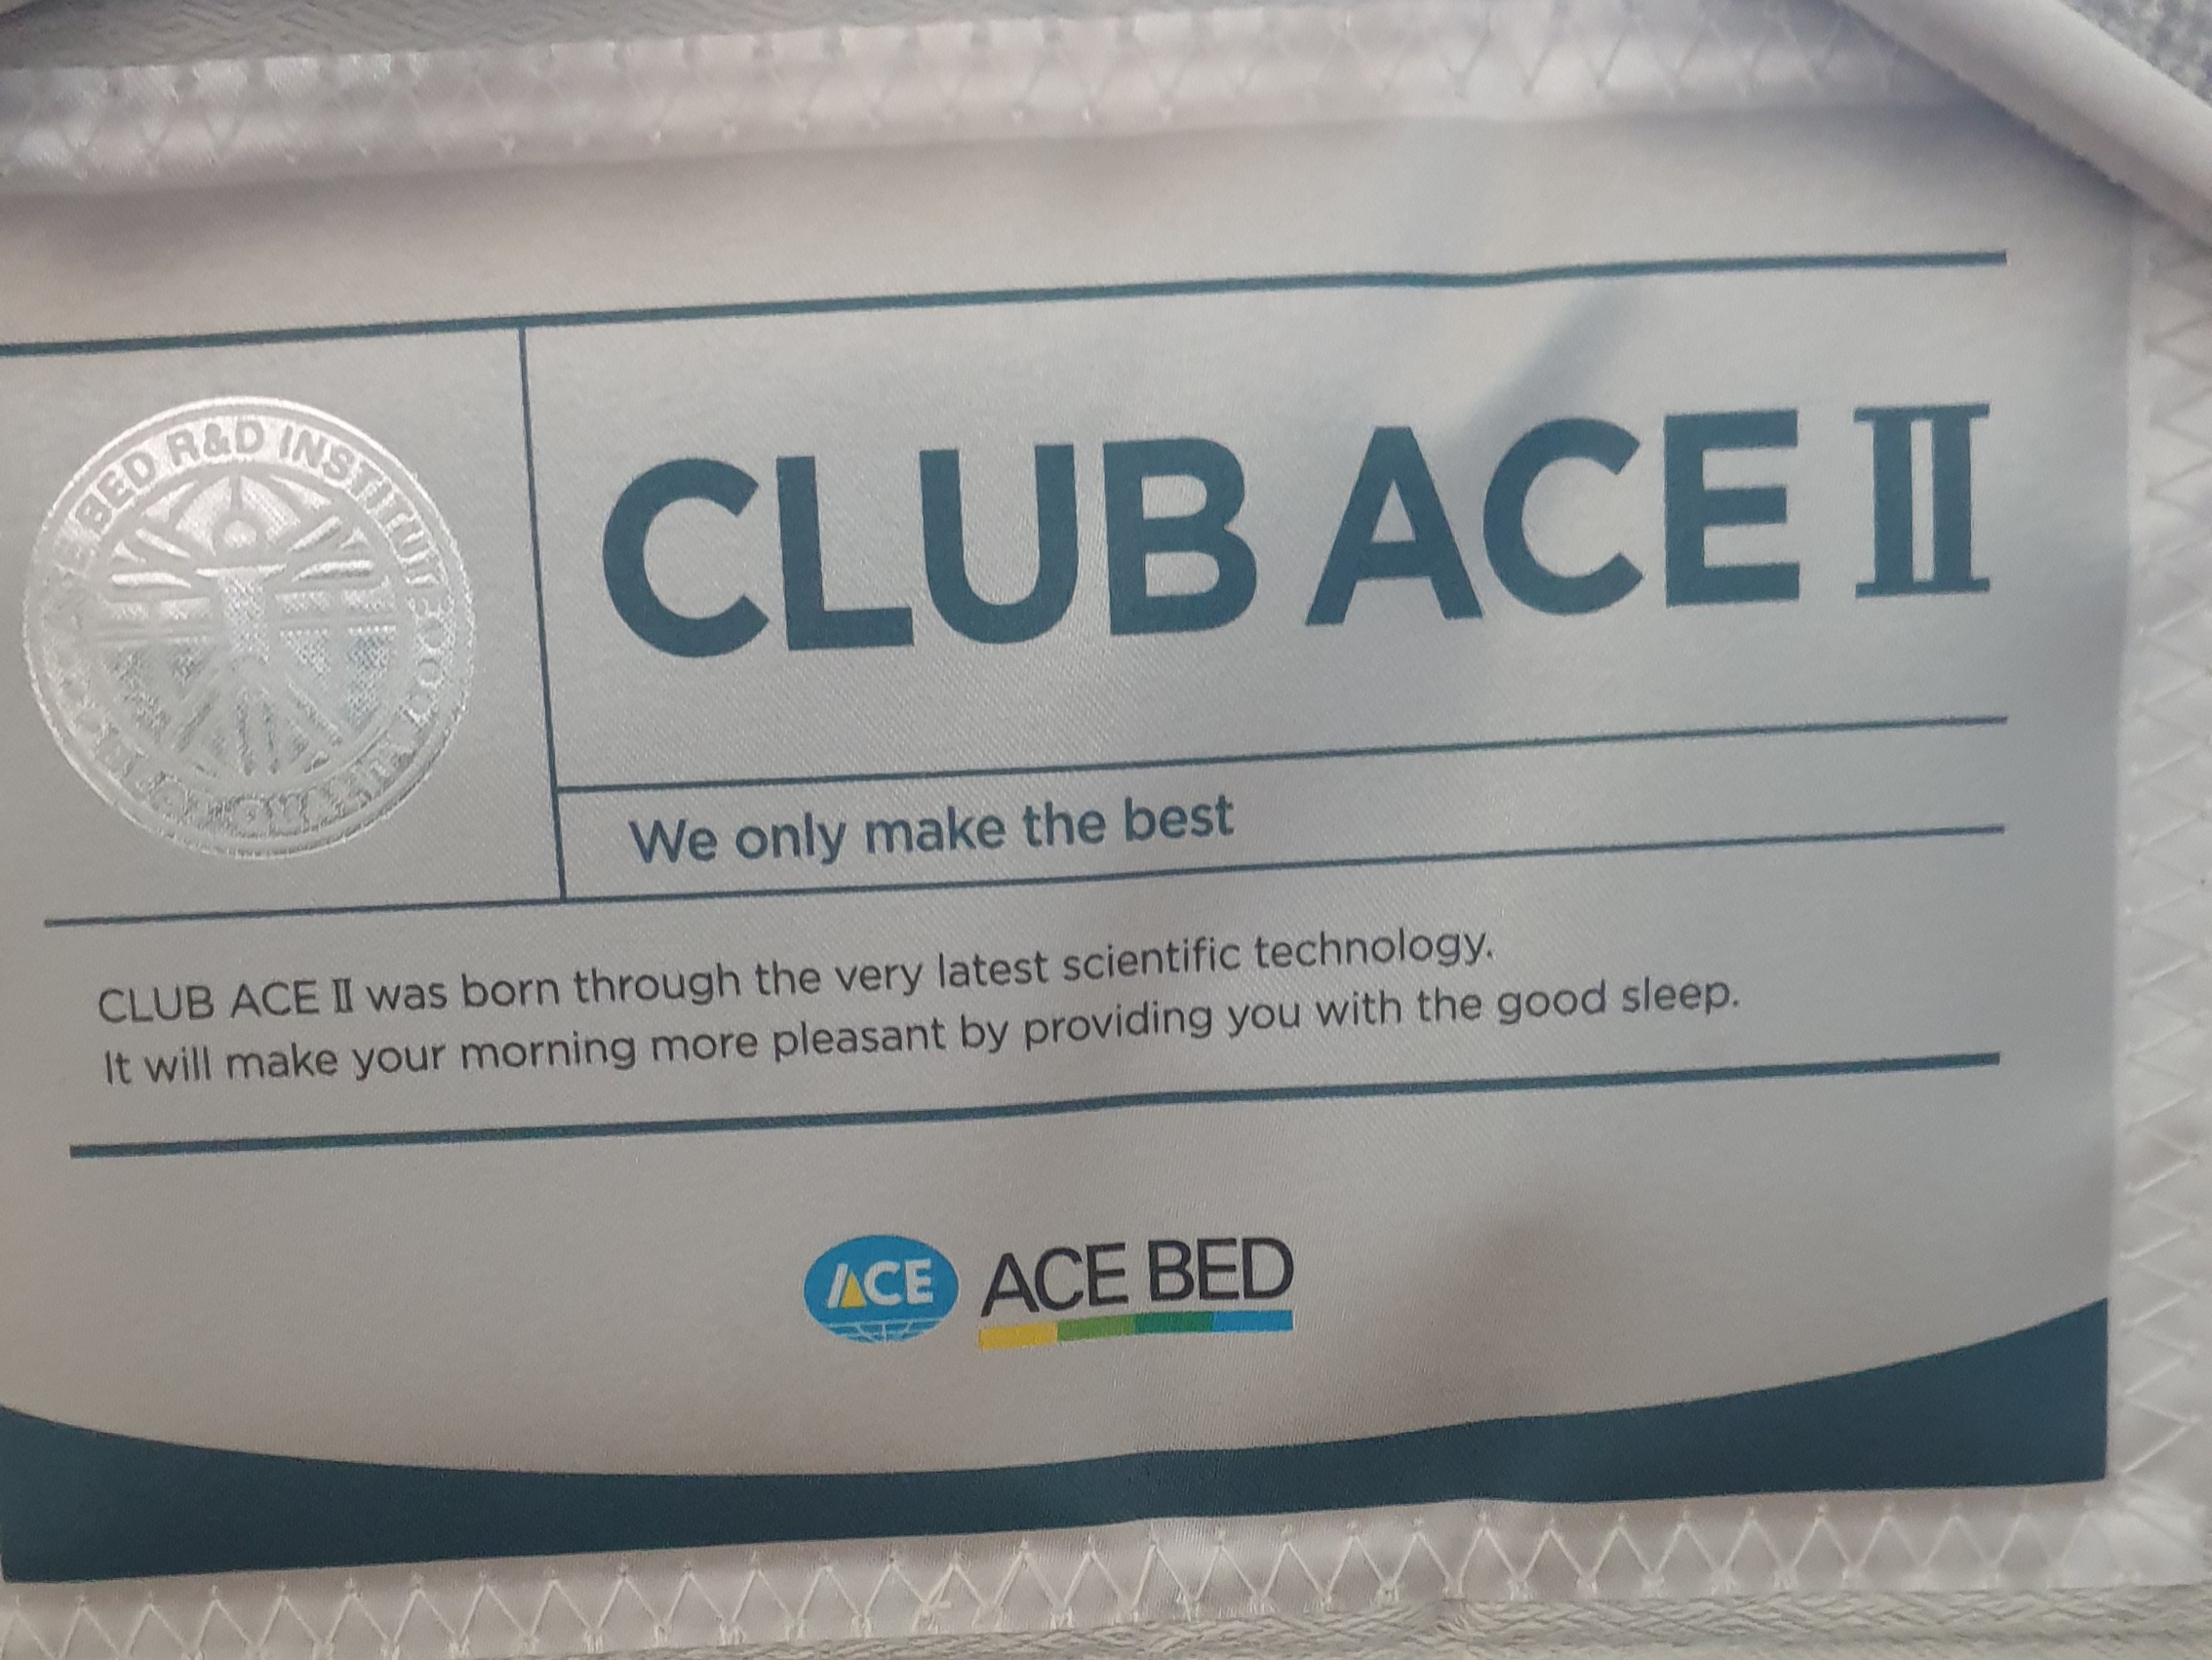 BED R&D INSTITUTE
CLUB ACE Ⅱ
We only make the best
CLUB ACE Ⅱ was born through the very latest scientific technology.
It will make your morning more pleasant by providing you with the good sleep.
ACE
ACE BED